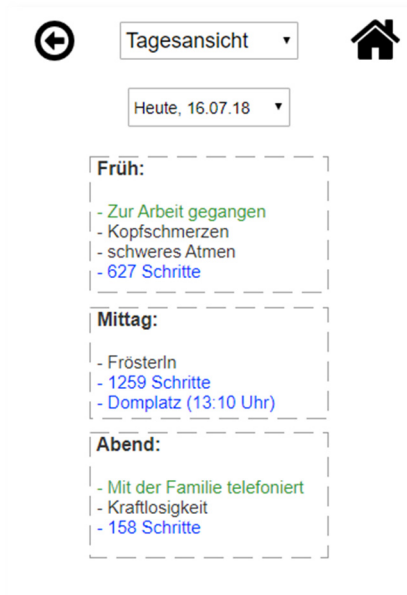 Tagesansicht
Heute, 16.07.18
Früh:
- Zur Arbeit gegangen
- Kopfschmerzen
- schweres Atmen
- 627 Schritte
Mittag:
- Frösterln
- 1259 Schritte
- Domplatz (13:10 Uhr)
Abend:
- Mit der Familie telefoniert
- Kraftlosigkeit
- 158 Schritte